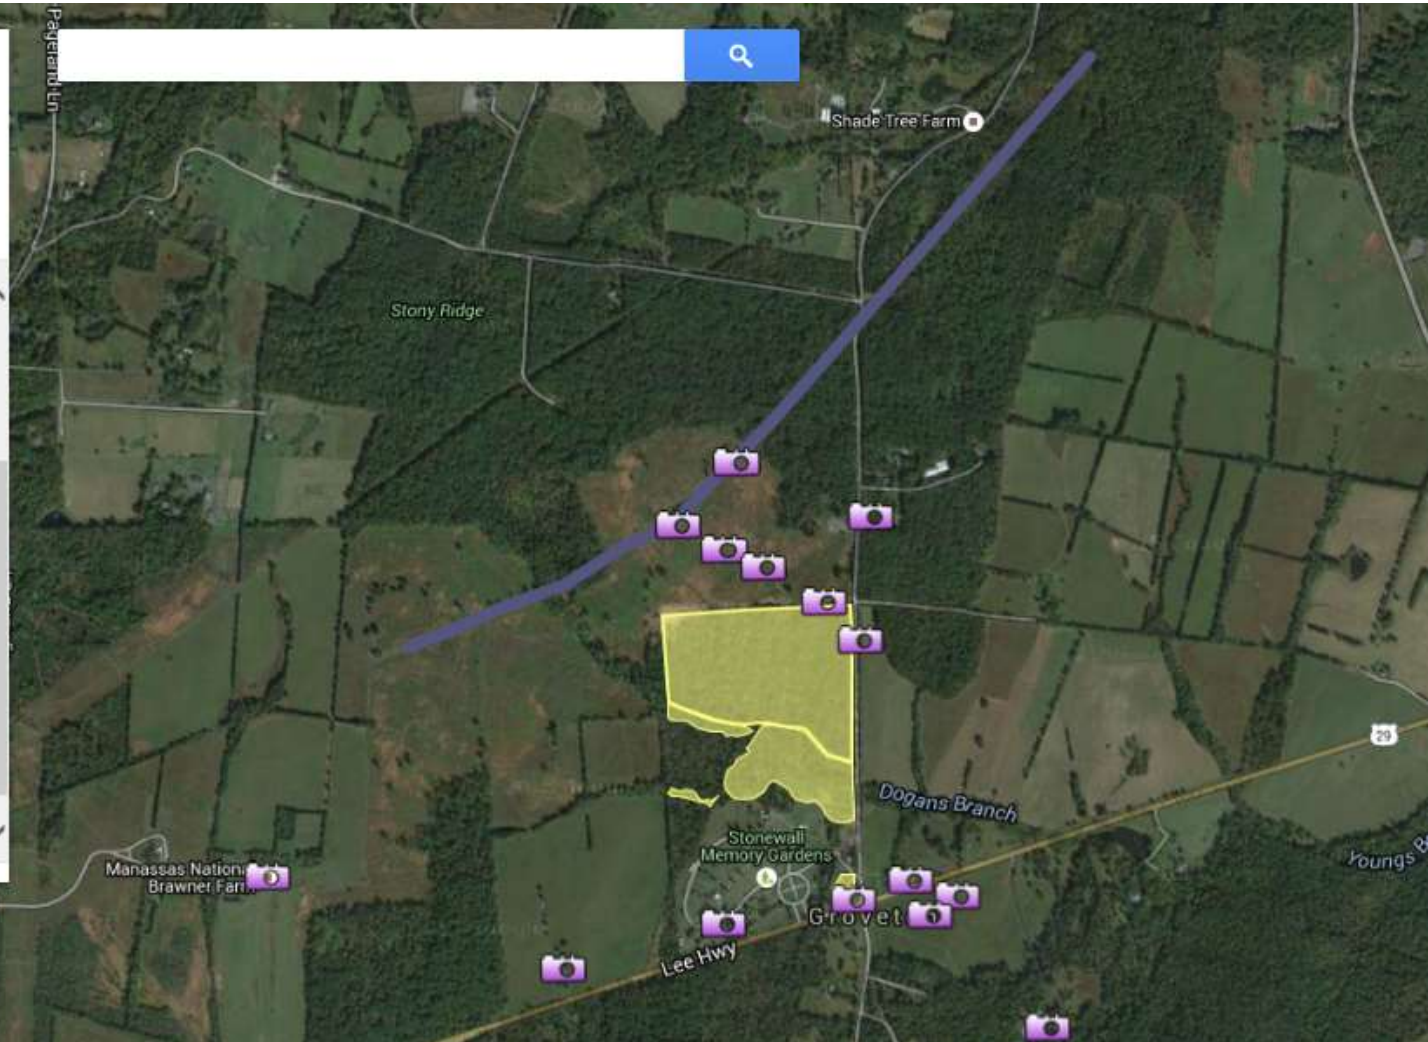 Pageland Ln
Shade Tree Farm
Stony Ridge
29
Dogans Branch
Stonewall
Memory Gardens
Manassas Nationa
Brawner Farm
Youngs B
Grovet
Lee Hwy